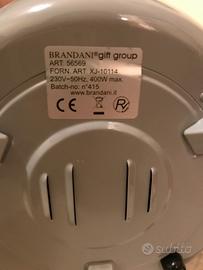 BRANDANI® gift group
ART. 56569
FORN. ART. XJ-10114
230V~50Hz, 400W max.
Batch-no: n°415
www.brandani.it
CE
subito